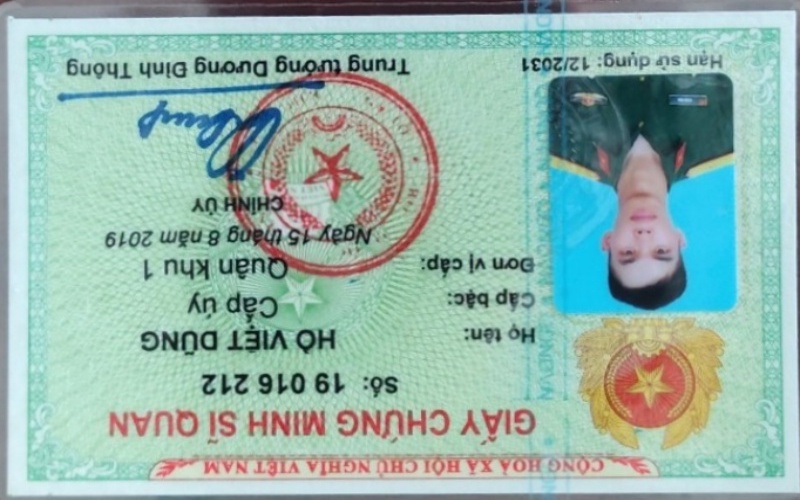 CỘNG HOÀ XÃ HỘI CHỦ NGHĨA VIỆT NAM
GIẤY CHỨNG MINH SĨ QUAN
Số: 19 016 212
Họ tên: HỒ VIỆT DŨNG
Cấp bậc: Cấp úy
Đơn vị cấp: Quân khu 1
Ngày 15 tháng 8 năm 2019
CHÍNH ỦY
Hạn sử dụng: 12/2031
Trung tướng Dương Đình Thông